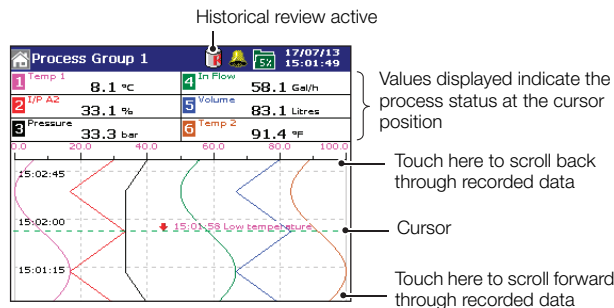 Historical review active
Process Group 1
5%
17/07/13
15:01:49
1 Temp 1 8.1 °C
4 In Flow 58.1 Gal/h
2 I/P A2 33.1 %
5 Volume 83.1 Litres
3 Pressure 33.3 bar
6 Temp 2 91.4 °F
Values displayed indicate the
process status at the cursor
position
0.0 20.0 40.0 60.0 80.0 100.0
15:02:45
Touch here to scroll back
through recorded data
15:02:00
15:01:58 Low temperature
Cursor
15:01:15
Touch here to scroll forward
through recorded data